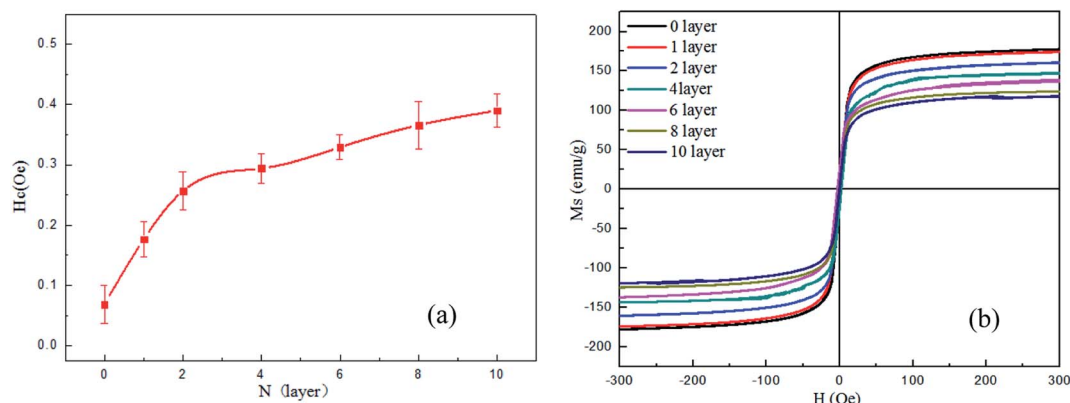 0.5
0.4
0.3
0.2
0.1
0.0
Hc(Oe)
0 2 4 6 8 10
N (layer)
(a)
200
150
100
50
0
-50
-100
-150
-200
Ms (emu/g)
0 layer
1 layer
2 layer
4layer
6 layer
8 layer
10 layer
-300 -200 -100 0 100 200 300
H (Oe)
(b)